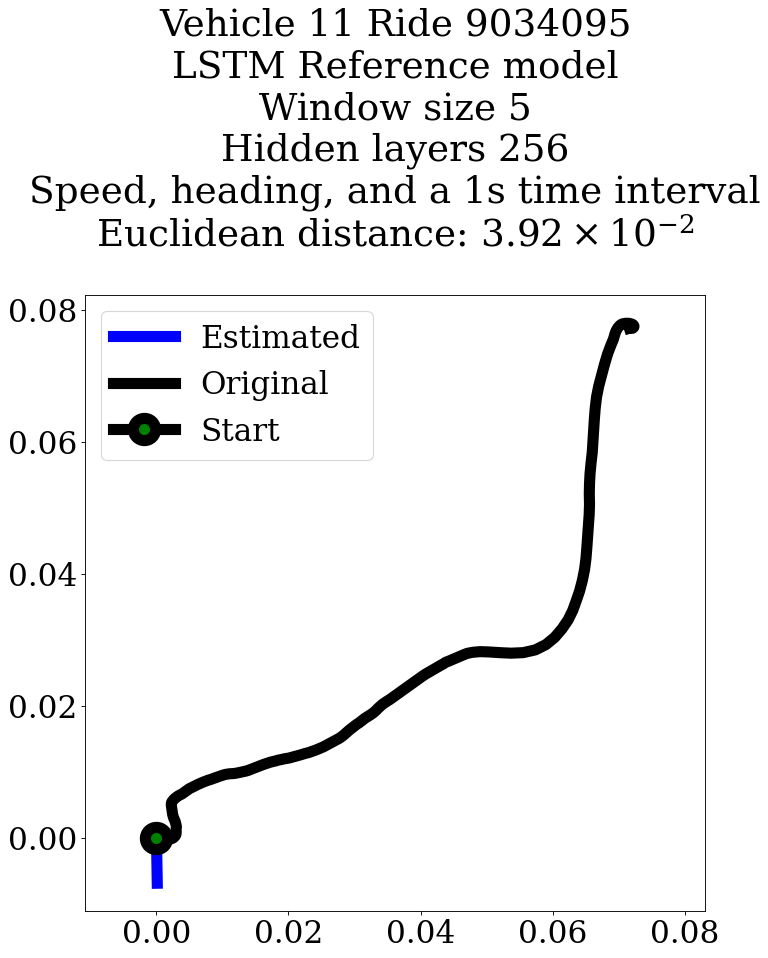 Vehicle 11 Ride 9034095
LSTM Reference model
Window size 5
Hidden layers 256
Speed, heading, and a 1s time interval
Euclidean distance: 3.92 × 10⁻²
Estimated
Original
Start
0.08
0.06
0.04
0.02
0.00
0.00 0.02 0.04 0.06 0.08